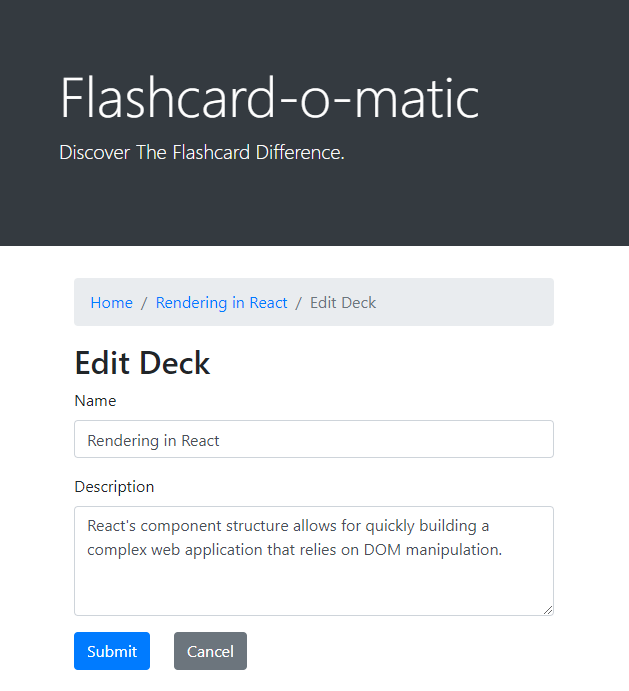 Flashcard-o-matic
Discover The Flashcard Difference.
Home / Rendering in React / Edit Deck
Edit Deck
Name
Rendering in React
Description
React's component structure allows for quickly building a
complex web application that relies on DOM manipulation.
Submit Cancel